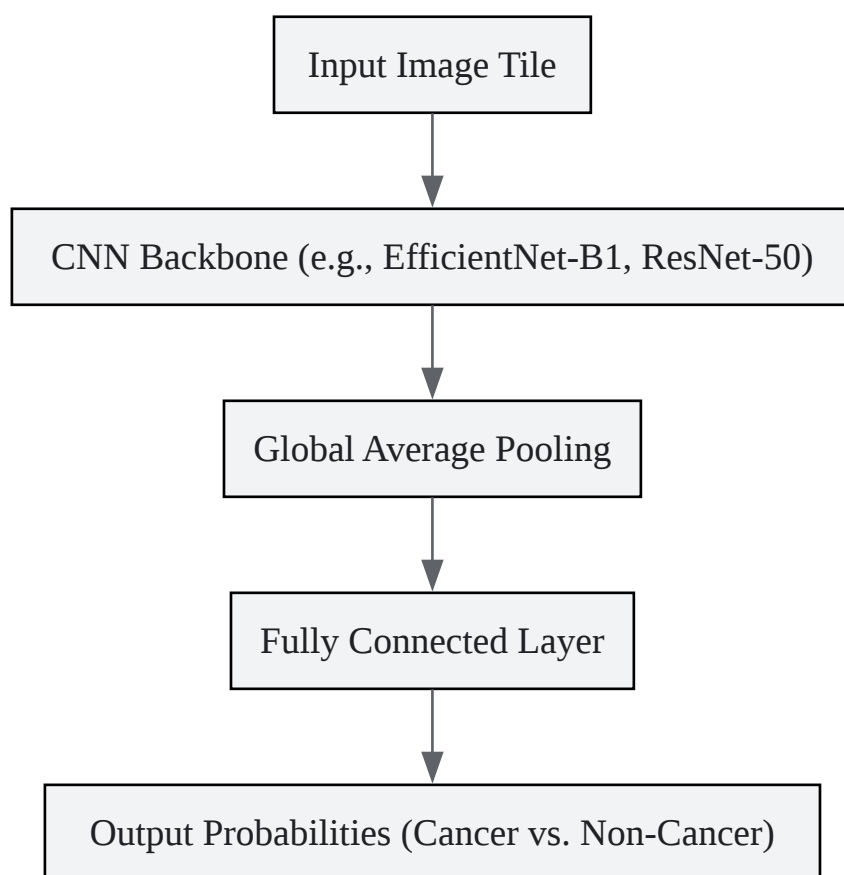 Input Image Tile
CNN Backbone (e.g., EfficientNet-B1, ResNet-50)
Global Average Pooling
Fully Connected Layer
Output Probabilities (Cancer vs. Non-Cancer)